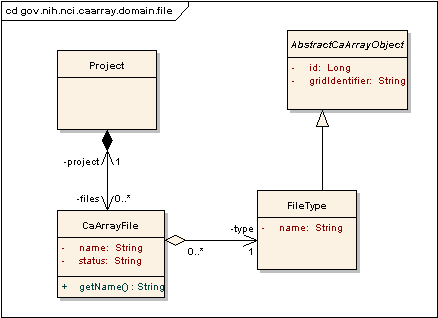 cd gov.nih.nci.caarray.domain.file
AbstractCaArrayObject
- id: Long
- gridIdentifier: String
Project
-project 1
-files 0..*
CaArrayFile
- name: String
- status: String
+ getName() : String
-type
0..* 1
FileType
- name: String